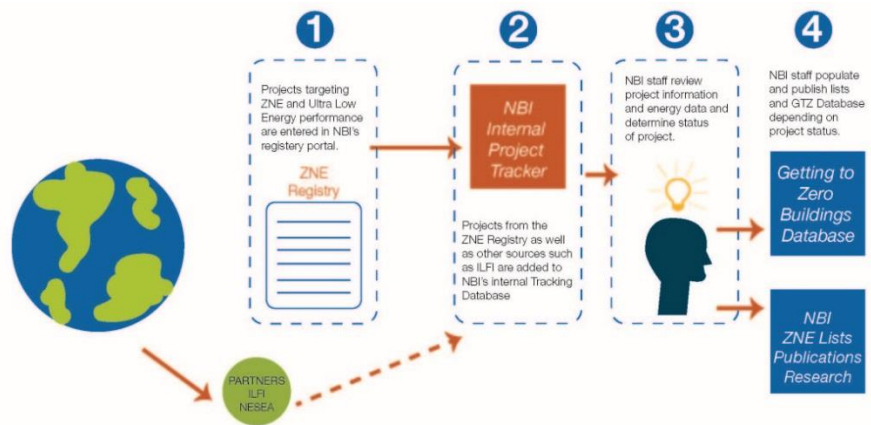 1
Projects targeting
ZNE and Ultra Low
Energy performance
are entered in NBI's
registery portal.
ZNE
Registry
2
NBI
Internal
Project
Tracker
Projects from the
ZNE Registry as well
as other sources such
as ILFI are added to
NBI's internal Tracking
Database
3
NBI staff review
project information
and energy data and
determine status
of project.
4
NBI staff populate
and publish lists
and GTZ Database
depending on
project status.
Getting to
Zero
Buildings
Database
NBI
ZNE Lists
Publications
Research
PARTNERS
ILFI
NESEA